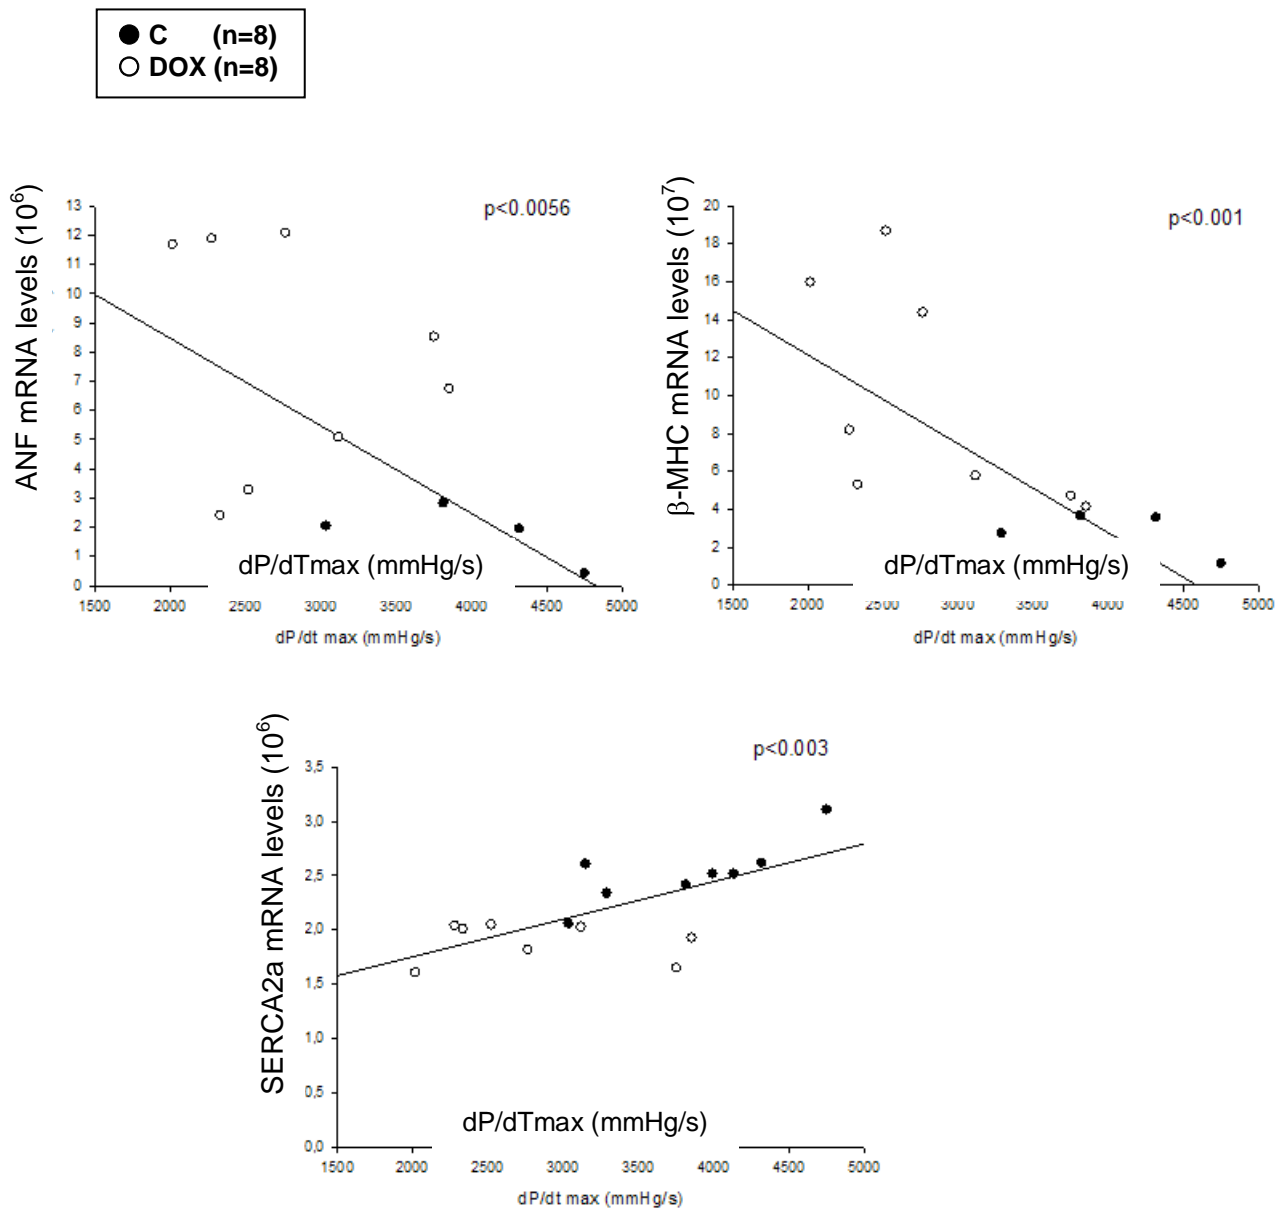 C (n=8)
DOX (n=8)
ANF mRNA levels (10⁶)
p<0.0056
13
12
11
10
9
8
7
6
5
4
3
2
1
0
dP/dTmax (mmHg/s)
1500 2000 2500 3000 3500 4000 4500 5000
dP/dt max (mmHg/s)
β-MHC mRNA levels (10⁷)
p<0.001
20
18
16
14
12
10
8
6
4
2
0
dP/dTmax (mmHg/s)
1500 2000 2500 3000 3500 4000 4500 5000
dP/dt max (mmHg/s)
SERCA2a mRNA levels (10⁶)
p<0.003
3,5
3,0
2,5
2,0
1,5
1,0
0,5
0,0
dP/dTmax (mmHg/s)
1500 2000 2500 3000 3500 4000 4500 5000
dP/dt max (mmHg/s)